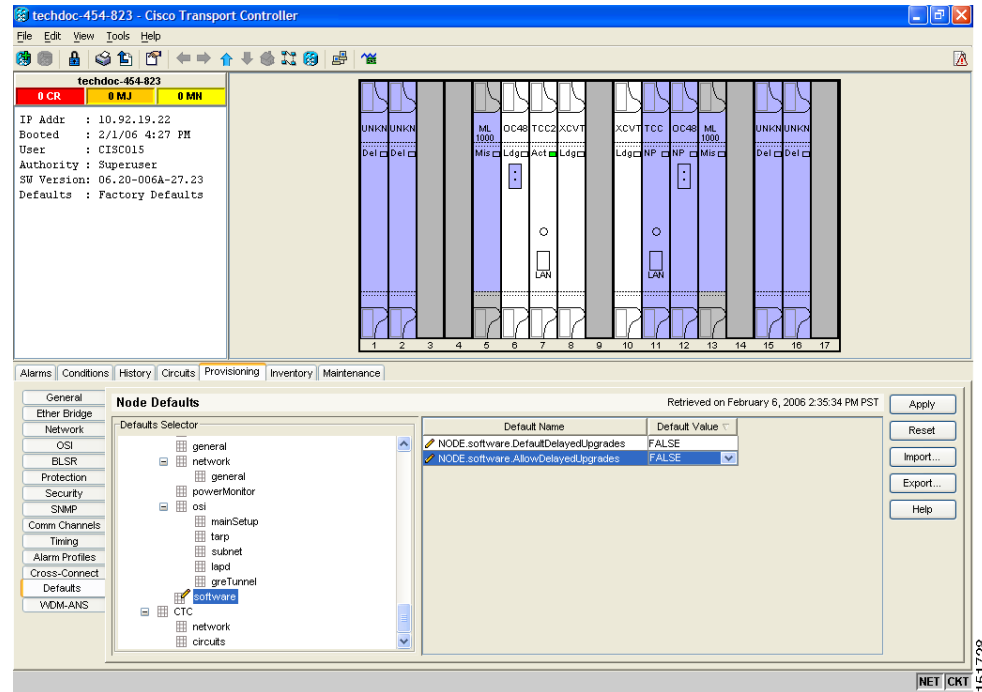 techdoc-454-823 - Cisco Transport Controller
File Edit View Tools Help
techdoc-454-823
0 CR 0 MJ 0 MN
IP Addr : 10.92.19.22
Booted : 2/1/06 4:27 PM
User : CISCO15
Authority : Superuser
SW Version: 06.20-006A-27.23
Defaults : Factory Defaults
UNKN UNKN ML 1000 OC48 TCC2 XCVT XCVT TCC OC48 ML 1000 UNKN UNKN
Del Del Mis Ldg Act Ldg Ldg NP NP Mis Del Del
LAN LAN
1 2 3 4 5 6 7 8 9 10 11 12 13 14 15 16 17
Alarms Conditions History Circuits Provisioning Inventory Maintenance
General
Ether Bridge
Network
OSI
BLSR
Protection
Security
SNMP
Comm Channels
Timing
Alarm Profiles
Cross-Connect
Defaults
WDM-ANS
Node Defaults
Retrieved on February 6, 2006 2:35:34 PM PST
Defaults Selector
general
network
general
powerMonitor
osi
mainSetup
tarp
subnet
lapd
greTunnel
software
CTC
network
circuits
Default Name Default Value
NODE.software.DefaultDelayedUpgrades FALSE
NODE.software.AllowDelayedUpgrades FALSE
Apply
Reset
Import...
Export...
Help
NET CKT
151728